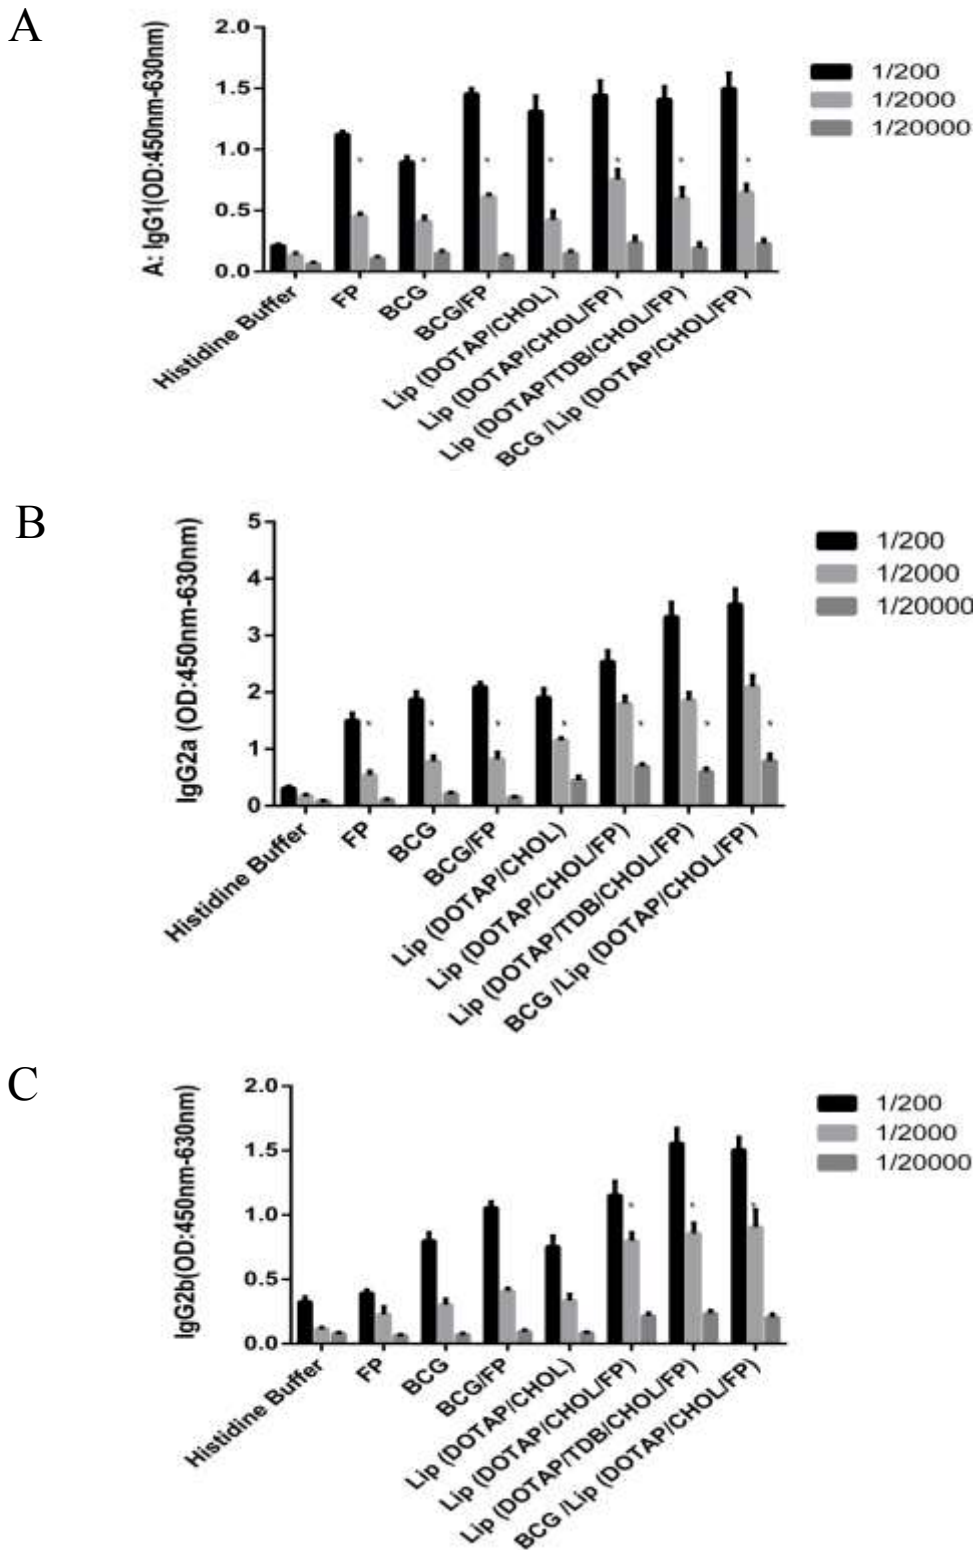 A
A: IgG1(OD:450nm-630nm)
2.0
1.5
1.0
0.5
0.0
1/200
1/2000
1/20000
Histidine Buffer
FP
BCG
BCG/FP
Lip (DOTAP/CHOL)
Lip (DOTAP/CHOL/FP)
Lip (DOTAP/TDB/CHOL/FP)
BCG /Lip (DOTAP/CHOL/FP)
B
IgG2a (OD:450nm-630nm)
5
4
3
2
1
0
1/200
1/2000
1/20000
Histidine Buffer
FP
BCG
BCG/FP
Lip (DOTAP/CHOL)
Lip (DOTAP/CHOL/FP)
Lip (DOTAP/TDB/CHOL/FP)
BCG /Lip (DOTAP/CHOL/FP)
C
IgG2b(OD:450nm-630nm)
2.0
1.5
1.0
0.5
0.0
1/200
1/2000
1/20000
Histidine Buffer
FP
BCG
BCG/FP
Lip (DOTAP/CHOL)
Lip (DOTAP/CHOL/FP)
Lip (DOTAP/TDB/CHOL/FP)
BCG /Lip (DOTAP/CHOL/FP)